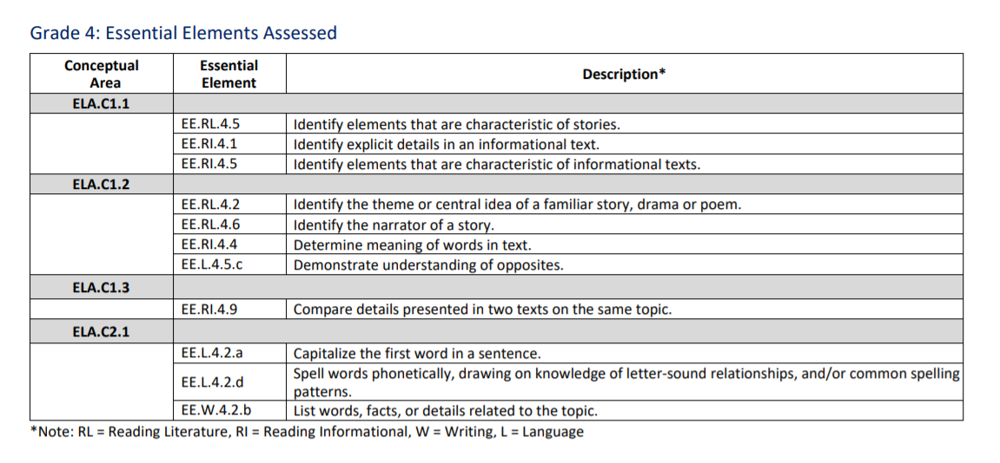 Grade 4: Essential Elements Assessed
Conceptual Area Essential Element Description*
ELA.C1.1
EE.RL.4.5 Identify elements that are characteristic of stories.
EE.RI.4.1 Identify explicit details in an informational text.
EE.RI.4.5 Identify elements that are characteristic of informational texts.
ELA.C1.2
EE.RL.4.2 Identify the theme or central idea of a familiar story, drama or poem.
EE.RL.4.6 Identify the narrator of a story.
EE.RI.4.4 Determine meaning of words in text.
EE.L.4.5.c Demonstrate understanding of opposites.
ELA.C1.3
EE.RI.4.9 Compare details presented in two texts on the same topic.
ELA.C2.1
EE.L.4.2.a Capitalize the first word in a sentence.
EE.L.4.2.d Spell words phonetically, drawing on knowledge of letter-sound relationships, and/or common spelling
patterns.
EE.W.4.2.b List words, facts, or details related to the topic.
*Note: RL = Reading Literature, RI = Reading Informational, W = Writing, L = Language